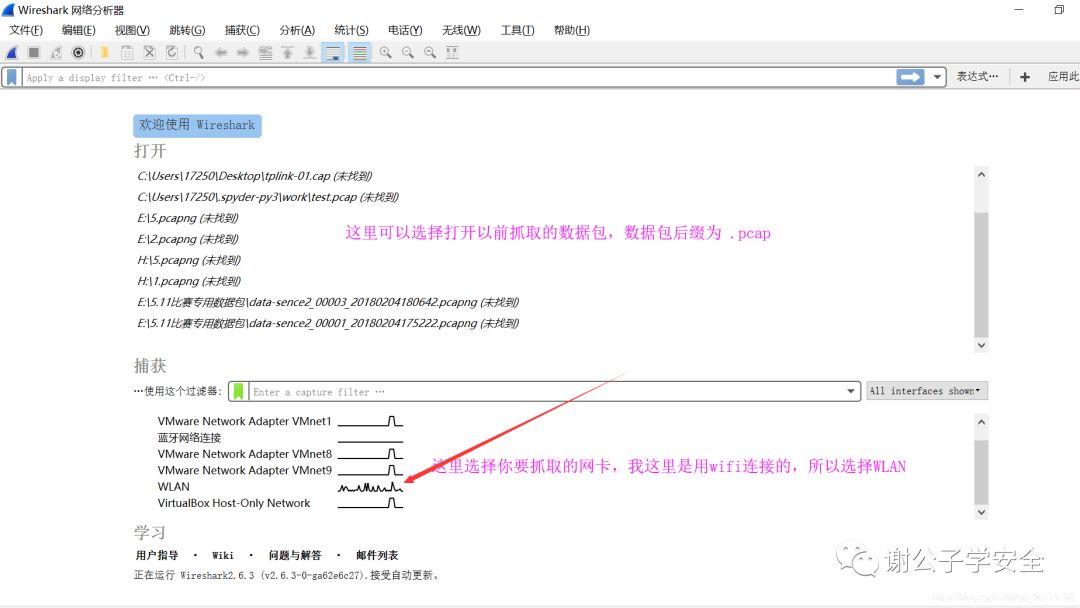 Wireshark 网络分析器
文件(F) 编辑(E) 视图(V) 跳转(G) 捕获(C) 分析(A) 统计(S) 电话(Y) 无线(W) 工具(T) 帮助(H)
Apply a display filter … <Ctrl-/> 表达式… + 应用此
欢迎使用 Wireshark
打开
C:\Users\17250\Desktop\tplink-01.cap (未找到)
C:\Users\17250\.spyder-py3\work\test.pcap (未找到)
E:\5.pcapng (未找到)
E:\2.pcapng (未找到)
H:\5.pcapng (未找到)
H:\1.pcapng (未找到)
E:\5.11比赛专用数据包\data-sence2_00003_20180204180642.pcapng (未找到)
E:\5.11比赛专用数据包\data-sence2_00001_20180204175222.pcapng (未找到)
这里可以选择打开以前抓取的数据包，数据包后缀为 .pcap
捕获
…使用这个过滤器: Enter a capture filter … All interfaces shown
VMware Network Adapter VMnet1
蓝牙网络连接
VMware Network Adapter VMnet8
VMware Network Adapter VMnet9
WLAN
VirtualBox Host-Only Network
这里选择你要抓取的网卡，我这里是用wifi连接的，所以选择WLAN
学习
用户指导 · Wiki · 问题与解答 · 邮件列表
正在运行 Wireshark2.6.3 (v2.6.3-0-ga62e6c27).接受自动更新。
谢公子学安全
https://blog.csdn.net/qq_36119192